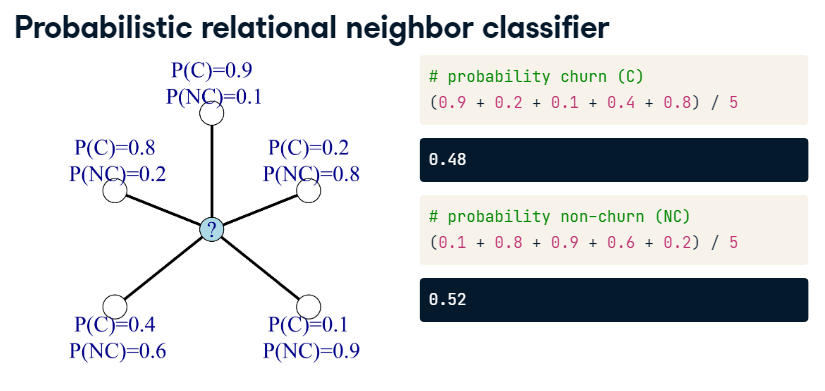 Probabilistic relational neighbor classifier
P(C)=0.9
P(NC)=0.1
P(C)=0.8
P(NC)=0.2
P(C)=0.2
P(NC)=0.8
?
P(C)=0.4
P(NC)=0.6
P(C)=0.1
P(NC)=0.9
# probability churn (C)
(0.9 + 0.2 + 0.1 + 0.4 + 0.8) / 5
0.48
# probability non-churn (NC)
(0.1 + 0.8 + 0.9 + 0.6 + 0.2) / 5
0.52